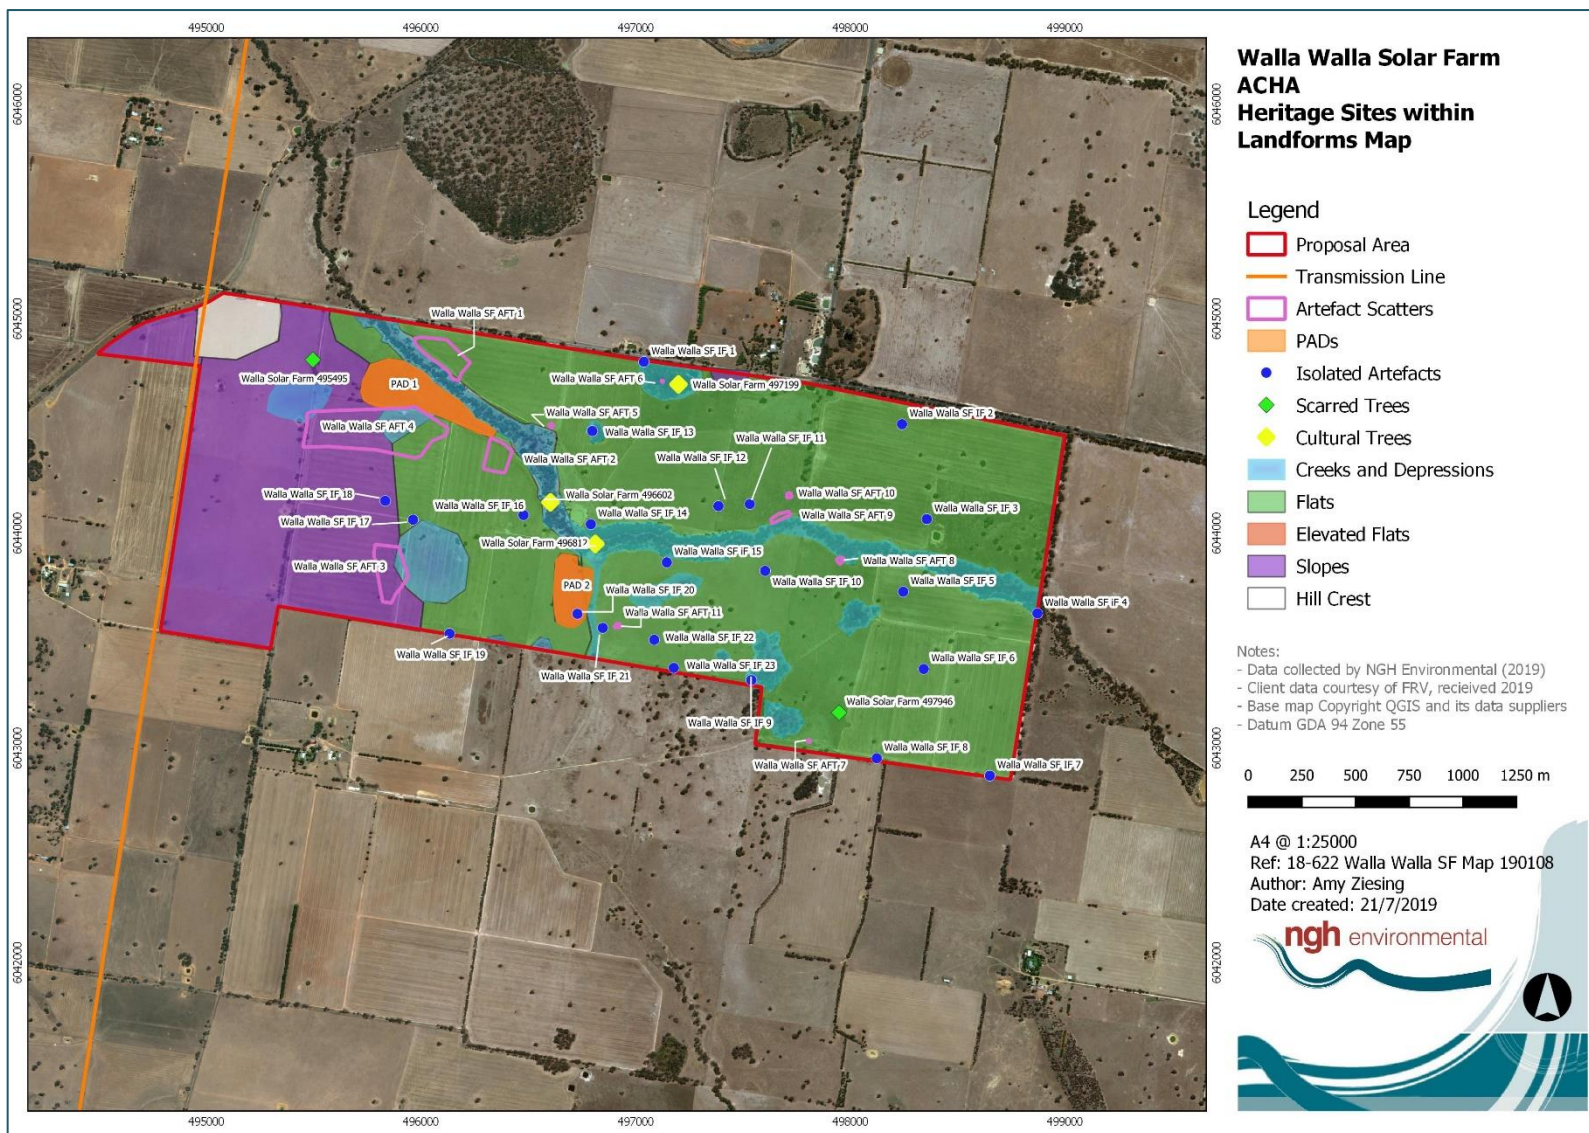 495000
496000
497000
498000
499000
6046000
6045000
6044000
6043000
6042000
6046000
6045000
6044000
6043000
6042000
Walla Walla SF AFT 1
Walla Walla SF IF 1
Walla Solar Farm 495495
PAD 1
Walla Walla SF AFT 6
Walla Solar Farm 497199
Walla Walla SF AFT 5
Walla Walla SF IF 2
Walla Walla SF AFT 4
Walla Walla SF IF 13
Walla Walla SF IF 11
Walla Walla SF AFT 2
Walla Walla SF IF 12
Walla Walla SF IF 18
Walla Solar Farm 496602
Walla Walla SF AFT 10
Walla Walla SF IF 16
Walla Walla SF IF 14
Walla Walla SF AFT 9
Walla Walla SF IF 3
Walla Walla SF IF 17
Walla Solar Farm 496812
Walla Walla SF iF 15
Walla Walla SF AFT 8
Walla Walla SF AFT 3
Walla Walla SF IF 10
Walla Walla SF IF 5
PAD 2
Walla Walla SF IF 20
Walla Walla SF iF 4
Walla Walla SF AFT 11
Walla Walla SF IF 22
Walla Walla SF IF 19
Walla Walla SF IF 21
Walla Walla SF IF 23
Walla Walla SF IF 6
Walla Solar Farm 497946
Walla Walla SF IF 9
Walla Walla SF IF 8
Walla Walla SF AFT 7
Walla Walla SF IF 7
495000
496000
497000
498000
499000
Walla Walla Solar Farm
ACHA
Heritage Sites within
Landforms Map
Legend
Proposal Area
Transmission Line
Artefact Scatters
PADs
Isolated Artefacts
Scarred Trees
Cultural Trees
Creeks and Depressions
Flats
Elevated Flats
Slopes
Hill Crest
Notes:
- Data collected by NGH Environmental (2019)
- Client data courtesy of FRV, recieived 2019
- Base map Copyright QGIS and its data suppliers
- Datum GDA 94 Zone 55
0 250 500 750 1000 1250 m
A4 @ 1:25000
Ref: 18-622 Walla Walla SF Map 190108
Author: Amy Ziesing
Date created: 21/7/2019
ngh environmental